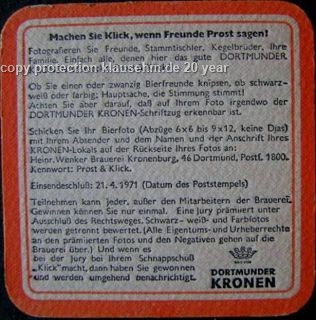 Machen Sie Klick, wenn Freunde Prost sagen!
Fotografieren Sie Freunde, Stammtischler, Kegelbrüder, Ihre
Familie. Einfach alle, denen hier das gute DORTMUNDER
copy protection klausehm.de 20 year
Ob Sie einen oder zwanzig Bierfreunde knipsen, ob schwarz-
weiß oder farbig; Hauptsache, die Stimmung stimmt!
Achten Sie aber darauf, daß auf Ihrem Foto irgendwo der
DORTMUNDER KRONEN-Schriftzug erkennbar ist.
Schicken Sie Ihr Bierfoto (Abzüge 6x6 bis 9x12, keine Dias)
mit Ihrem Absender und dem Namen und der Anschrift Ihres
KRONEN-Lokals auf der Rückseite Ihres Fotos an:
Heinr. Wenker Brauerei Kronenburg, 46 Dortmund, Postf. 1800.
Kennwort: Prost & Klick.
Einsendeschluß: 21. 4. 1971 (Datum des Poststempels)
Teilnehmen kann jeder, außer den Mitarbeitern der Brauerei.
Gewinnen können Sie nur einmal. Eine Jury prämiert unter
Ausschluß des Rechtsweges. Schwarz- weiß- und Farbfotos
werden getrennt bewertet. (Alle Eigentums- und Urheberrechte
an den prämierten Fotos und den Negativen gehen auf die
Brauerei über.) Und wenn es
bei der Jury bei Ihrem Schnappschuß
„Klick" macht, dann haben Sie gewonnen
und werden umgehend benachrichtigt.
DORTMUNDER
KRONEN